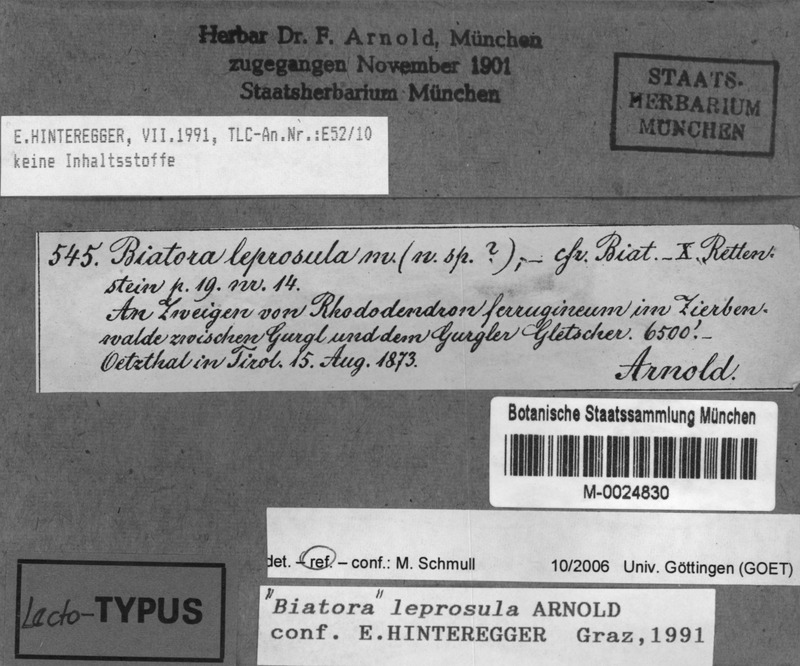 Herbar Dr. F. Arnold, München
zugegangen November 1901
Staatsherbarium München
STAATS-
HERBARIUM
MÜNCHEN
E.HINTEREGGER, VII.1991, TLC-An.Nr.:E52/10
keine Inhaltsstoffe
545. Biatora leprosula m. (n. sp. ?),- cfr. Biat. - X. Retten-
stein p. 19. nr. 14.
An Zweigen von Rhododendron ferrugineum im Zierben-
walde zwischen Gurgl und dem Gurgler Gletscher. 6500'.-
Oetzthal in Tirol. 15. Aug. 1873.
Arnold.
Botanische Staatssammlung München
M-0024830
det. – ref. – conf.: M. Schmull 10/2006 Univ. Göttingen (GOET)
Lecto-TYPUS
"Biatora" leprosula ARNOLD
conf. E.HINTEREGGER Graz,1991